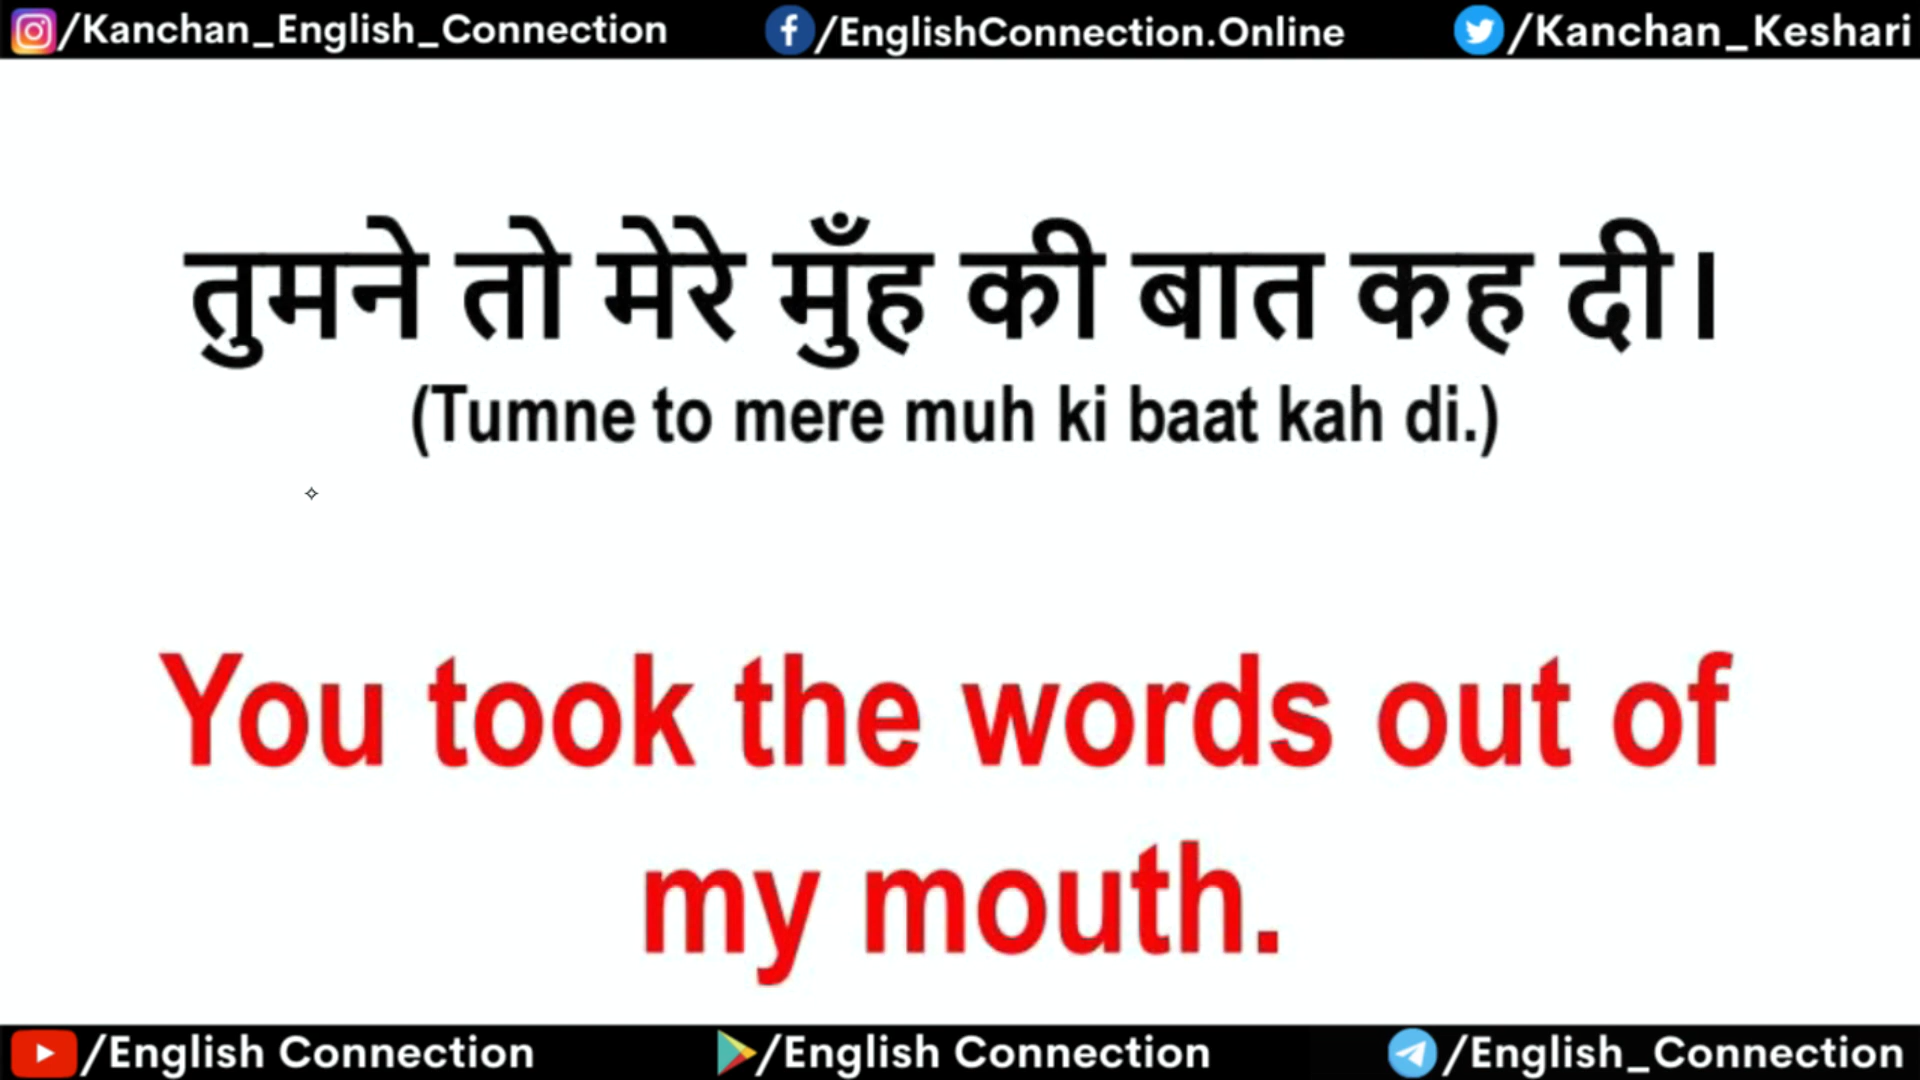 /Kanchan_English_Connection /EnglishConnection.Online /Kanchan_Keshari
तुमने तो मेरे मुँह की बात कह दी।
(Tumne to mere muh ki baat kah di.)
You took the words out of
my mouth.
/English Connection /English Connection /English_Connection